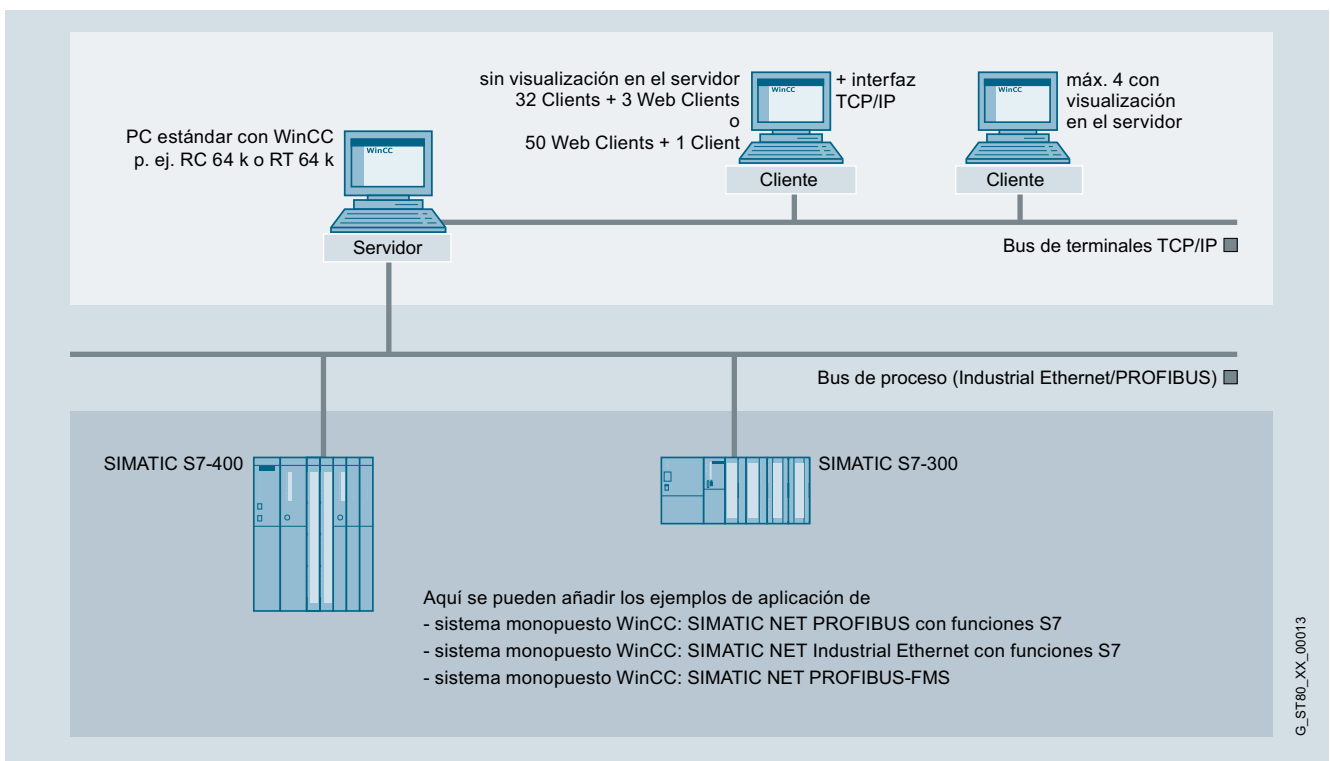 sin visualización en el servidor
32 Clients + 3 Web Clients
o
50 Web Clients + 1 Client
WinCC
+ interfaz
TCP/IP
WinCC
máx. 4 con
visualización
en el servidor
PC estándar con WinCC
p. ej. RC 64 k o RT 64 k
WinCC
Cliente
Cliente
Servidor
Bus de terminales TCP/IP
Bus de proceso (Industrial Ethernet/PROFIBUS)
SIMATIC S7-400
SIMATIC S7-300
Aquí se pueden añadir los ejemplos de aplicación de
- sistema monopuesto WinCC: SIMATIC NET PROFIBUS con funciones S7
- sistema monopuesto WinCC: SIMATIC NET Industrial Ethernet con funciones S7
- sistema monopuesto WinCC: SIMATIC NET PROFIBUS-FMS
G_ST80_XX_00013